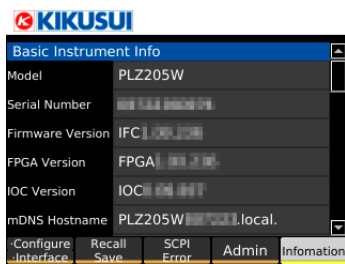 KIKUSUI
Basic Instrument Info
Model PLZ205W
Serial Number
Firmware Version IFC
FPGA Version FPGA
IOC Version IOC
mDNS Hostname PLZ205W .local.
·Configure Recall SCPI Admin Infomation
·Interface Save Error